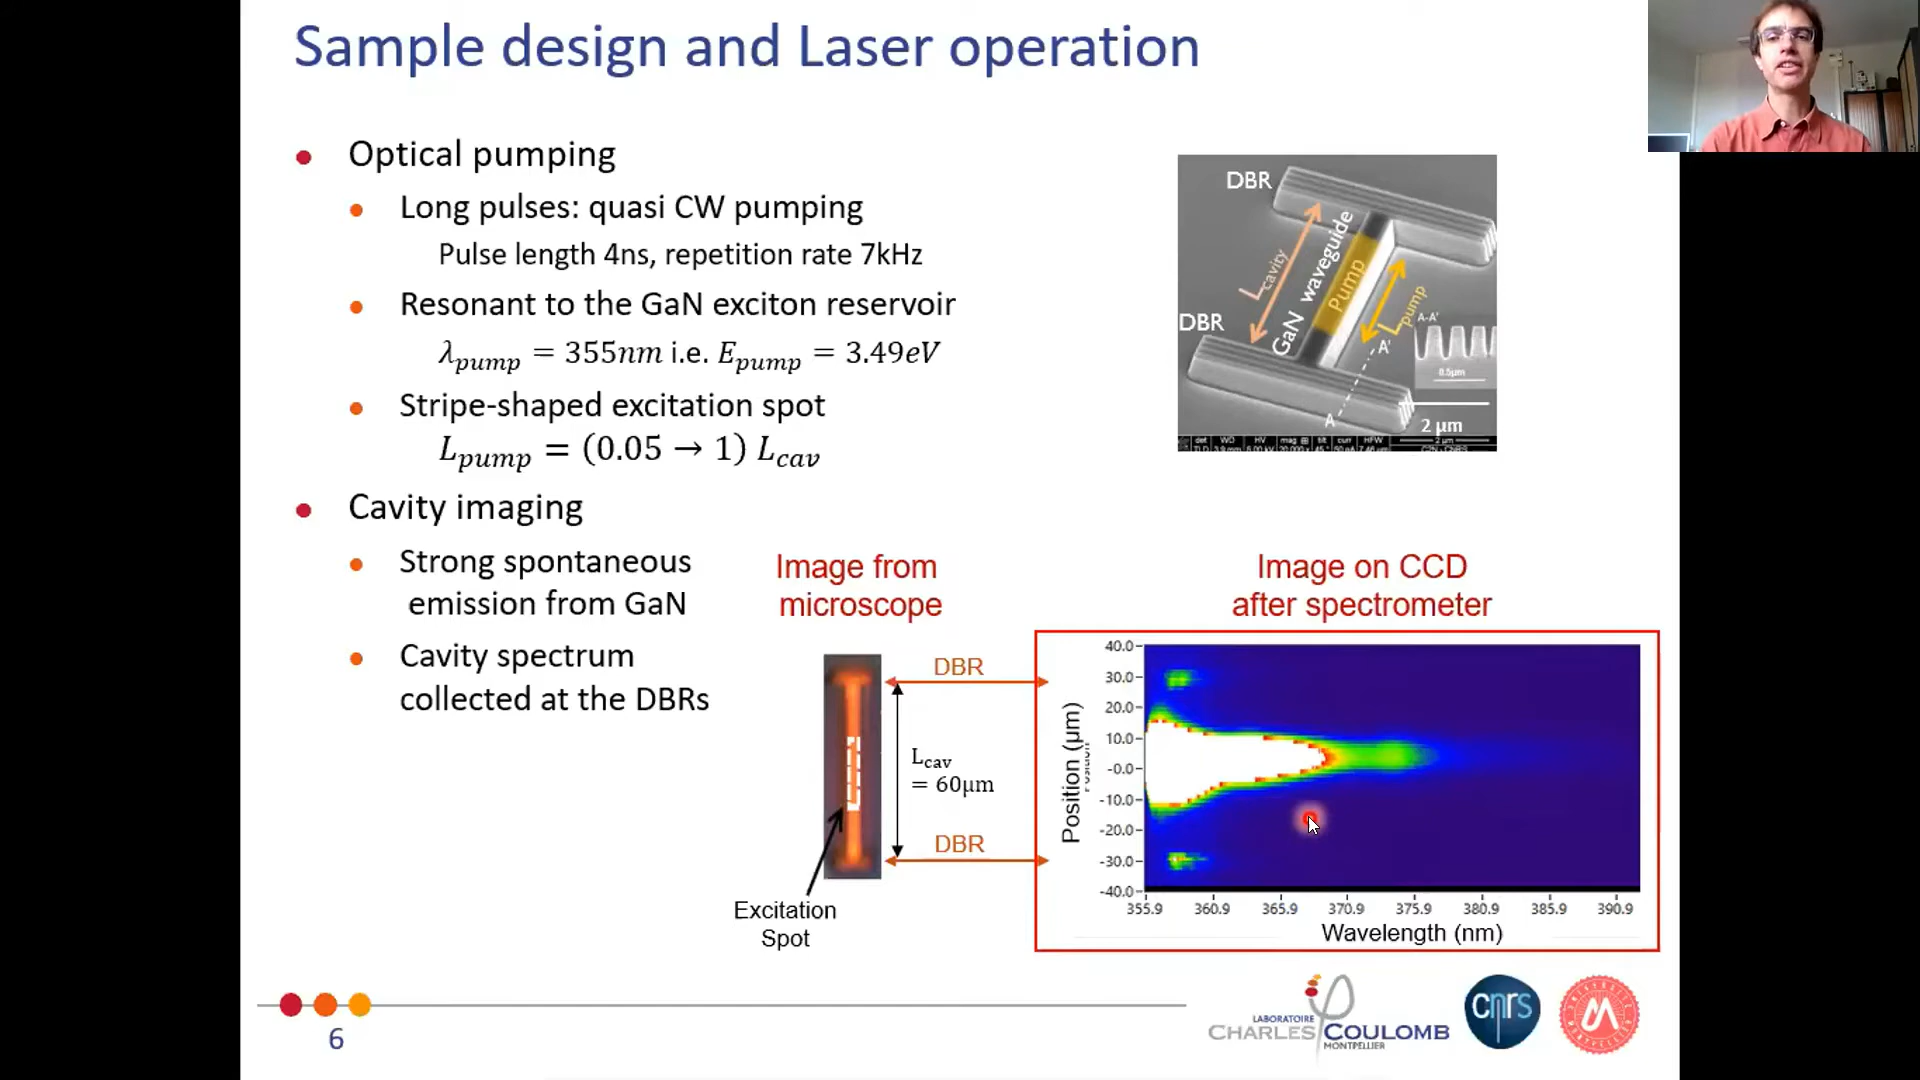 Sample design and Laser operation
Optical pumping
Long pulses: quasi CW pumping
Pulse length 4ns, repetition rate 7kHz
Resonant to the GaN exciton reservoir
λpump = 355nm i.e. Epump = 3.49eV
Stripe-shaped excitation spot
Lpump = (0.05 → 1) Lcav
Cavity imaging
Strong spontaneous
emission from GaN
Cavity spectrum
collected at the DBRs
DBR
Lcavity
GaN waveguide
Pump
Lpump
DBR
A-A'
A'
0.5µm
A
2 µm
Image from
microscope
DBR
Lcav
= 60µm
DBR
Excitation
Spot
Image on CCD
after spectrometer
Position (µm)
40.0
30.0
20.0
10.0
-0.0
-10.0
-20.0
-30.0
-40.0
355.9 360.9 365.9 370.9 375.9 380.9 385.9 390.9
Wavelength (nm)
6
LABORATOIRE
CHARLES COULOMB
MONTPELLIER
cnrs